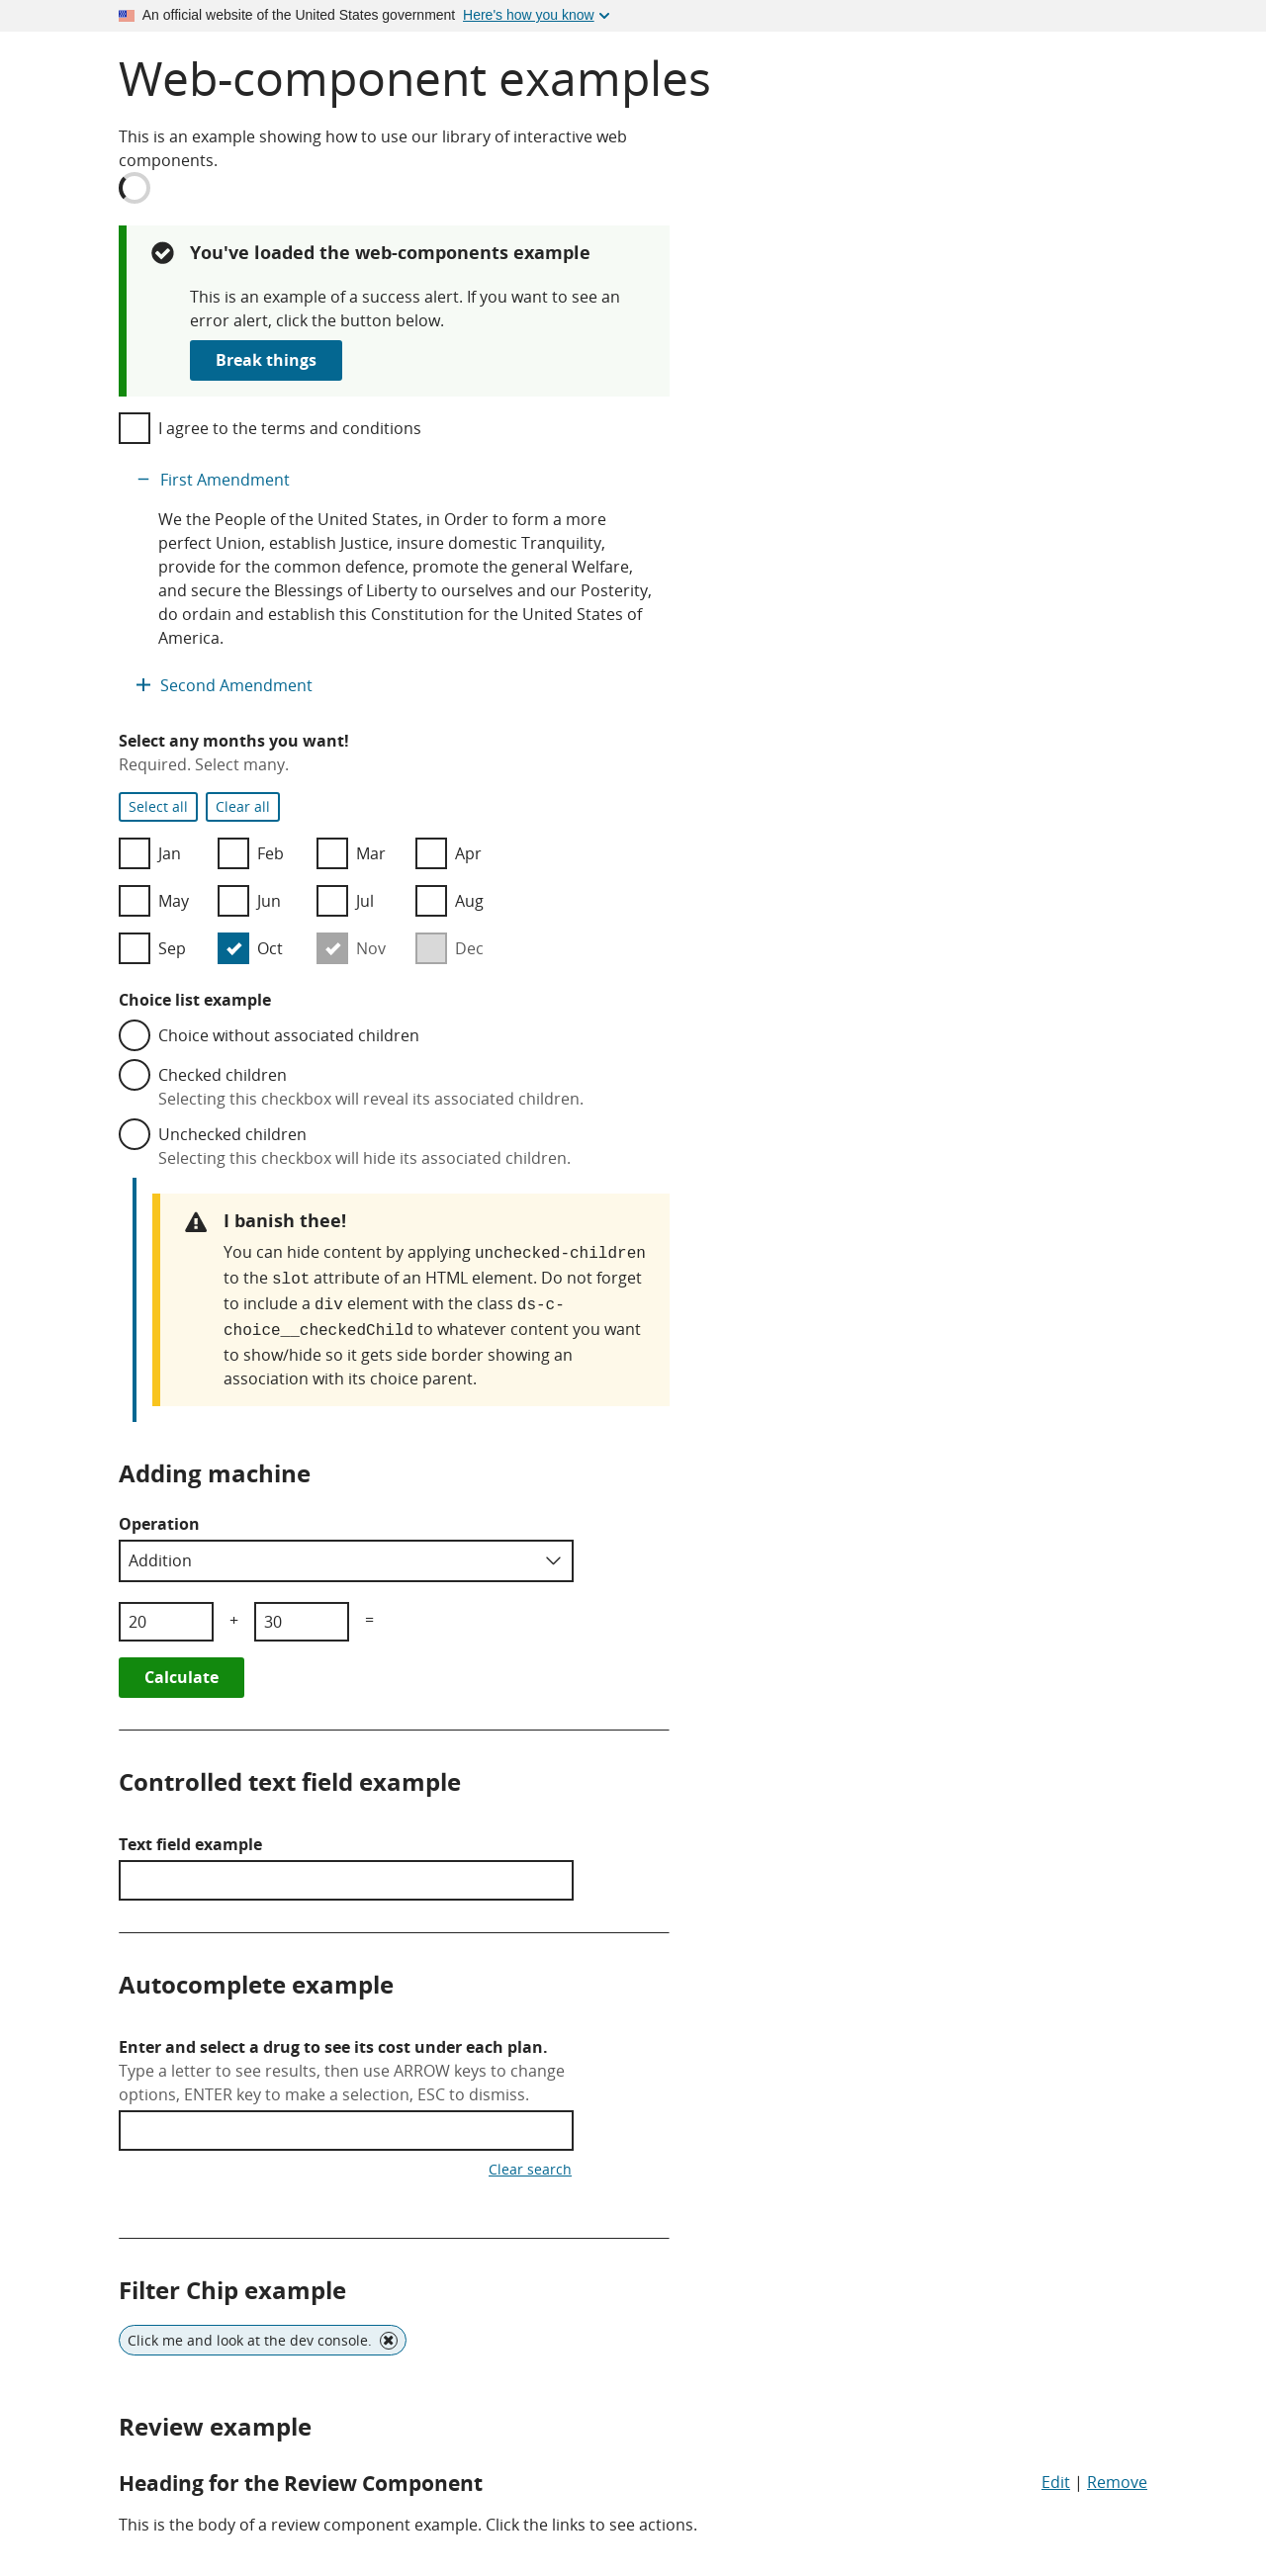 An official website of the United States government Here's how you know
Web-component examples
This is an example showing how to use our library of interactive web
components.
You've loaded the web-components example
This is an example of a success alert. If you want to see an
error alert, click the button below.
Break things
I agree to the terms and conditions
First Amendment
We the People of the United States, in Order to form a more
perfect Union, establish Justice, insure domestic Tranquility,
provide for the common defence, promote the general Welfare,
and secure the Blessings of Liberty to ourselves and our Posterity,
do ordain and establish this Constitution for the United States of
America.
Second Amendment
Select any months you want!
Required. Select many.
Select all Clear all
Jan Feb Mar Apr
May Jun Jul Aug
Sep Oct Nov Dec
Choice list example
Choice without associated children
Checked children
Selecting this checkbox will reveal its associated children.
Unchecked children
Selecting this checkbox will hide its associated children.
I banish thee!
You can hide content by applying unchecked-children
to the slot attribute of an HTML element. Do not forget
to include a div element with the class ds-c-
choice__checkedChild to whatever content you want
to show/hide so it gets side border showing an
association with its choice parent.
Adding machine
Operation
Addition
20 + 30 =
Calculate
Controlled text field example
Text field example
Autocomplete example
Enter and select a drug to see its cost under each plan.
Type a letter to see results, then use ARROW keys to change
options, ENTER key to make a selection, ESC to dismiss.
Clear search
Filter Chip example
Click me and look at the dev console.
Review example
Heading for the Review Component Edit | Remove
This is the body of a review component example. Click the links to see actions.